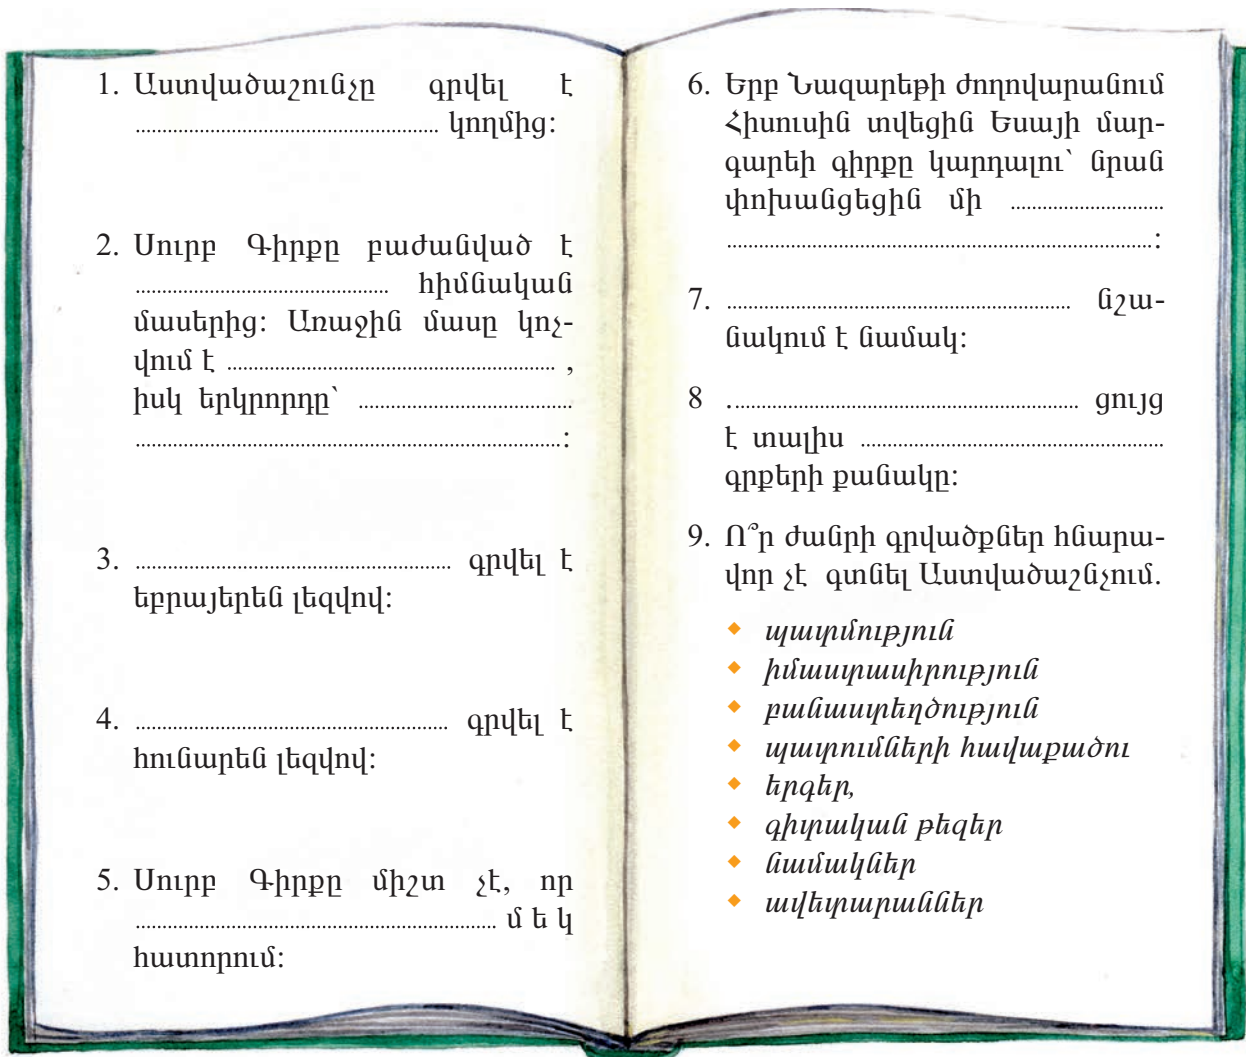 1. Աստվածաշունչը գրվել է
........................................ կողմից:
2. Սուրբ Գիրքը բաժանված է
........................................ հիմնական
մասերից: Առաջին մասը կոչ-
վում է ........................................ ,
իսկ երկրորդը` ........................................
........................................:
3. ........................................ գրվել է
եբրայերեն լեզվով:
4. ........................................ գրվել է
հունարեն լեզվով:
5. Սուրբ Գիրքը միշտ չէ, որ
........................................ մեկ
հատորում:
6. Երբ Նազարեթի ժողովարանում
Հիսուսին տվեցին Եսայի մար-
գարեի գիրքը կարդալու` նրան
փոխանցեցին մի ....................
........................................:
7. ........................................ նշա-
նակում է նամակ:
8 . ........................................ ցույց
է տալիս ........................................
գրքերի քանակը:
9. Ո՞ր ժանրի գրվածքներ հնարա-
վոր չէ գտնել Աստվածաշնչում.
◆ պատմություն
◆ իմաստասիրություն
◆ բանաստեղծություն
◆ պատումների հավաքածու
◆ երգեր,
◆ գիտական թեզեր
◆ նամակներ
◆ ավետարաններ